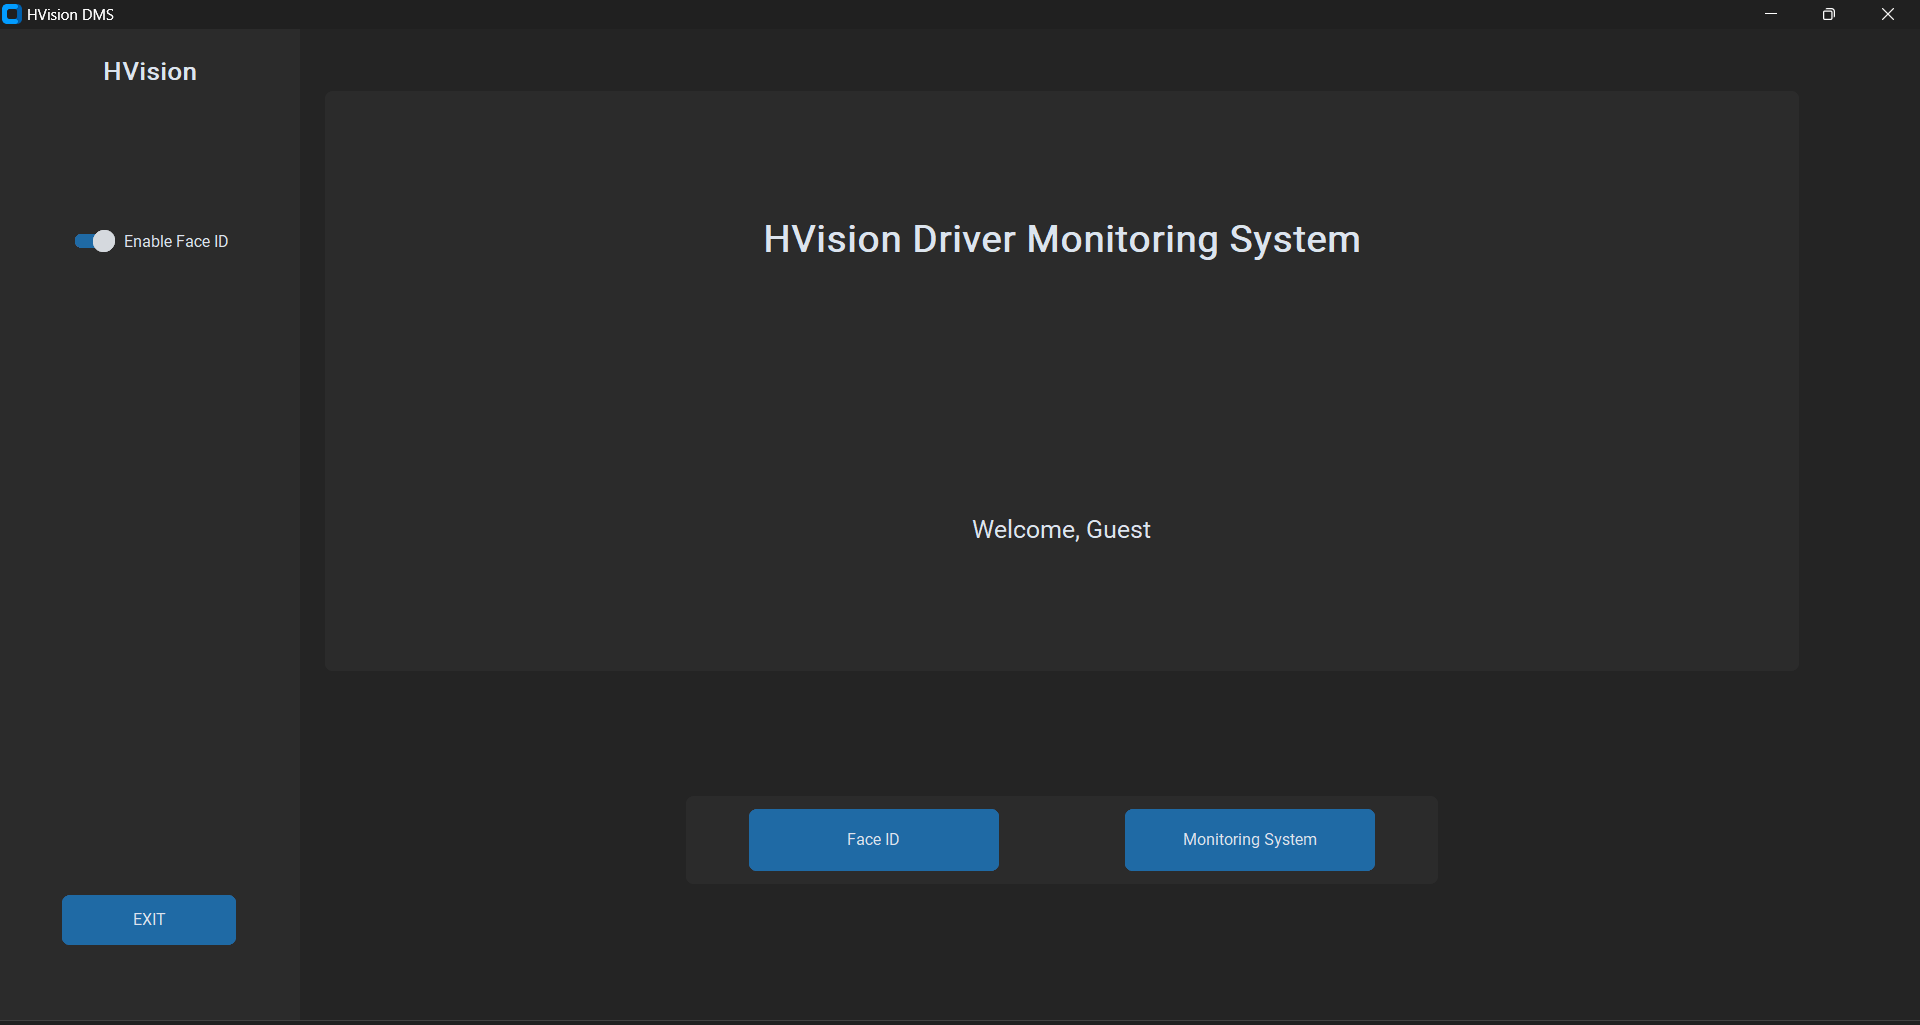 HVision DMS
HVision
Enable Face ID
HVision Driver Monitoring System
Welcome, Guest
Face ID
Monitoring System
EXIT